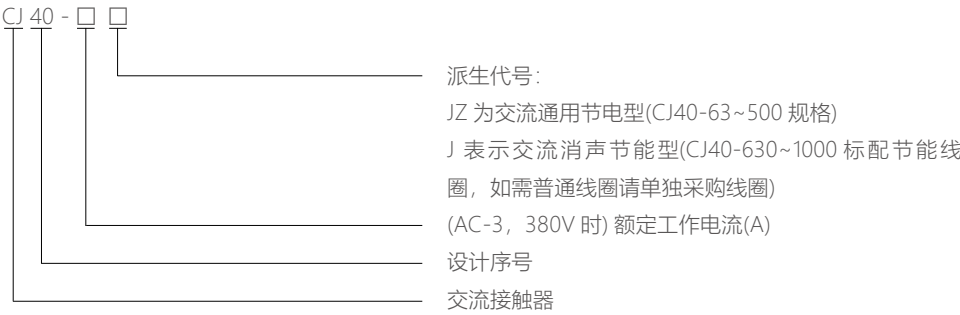 CJ 40 - □ □
派生代号：
JZ 为交流通用节电型(CJ40-63~500 规格)
J 表示交流消声节能型(CJ40-630~1000 标配节能线
圈，如需普通线圈请单独采购线圈)
(AC-3，380V 时) 额定工作电流(A)
设计序号
交流接触器